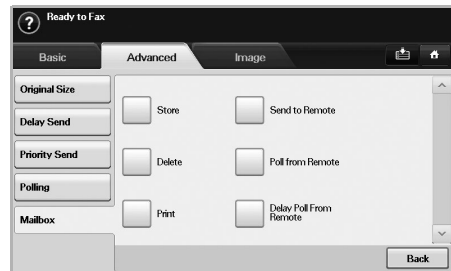 Ready to Fax
Basic
Advanced
Image
Original Size
Delay Send
Priority Send
Polling
Mailbox
Store
Send to Remote
Delete
Poll from Remote
Print
Delay Poll From
Remote
Back